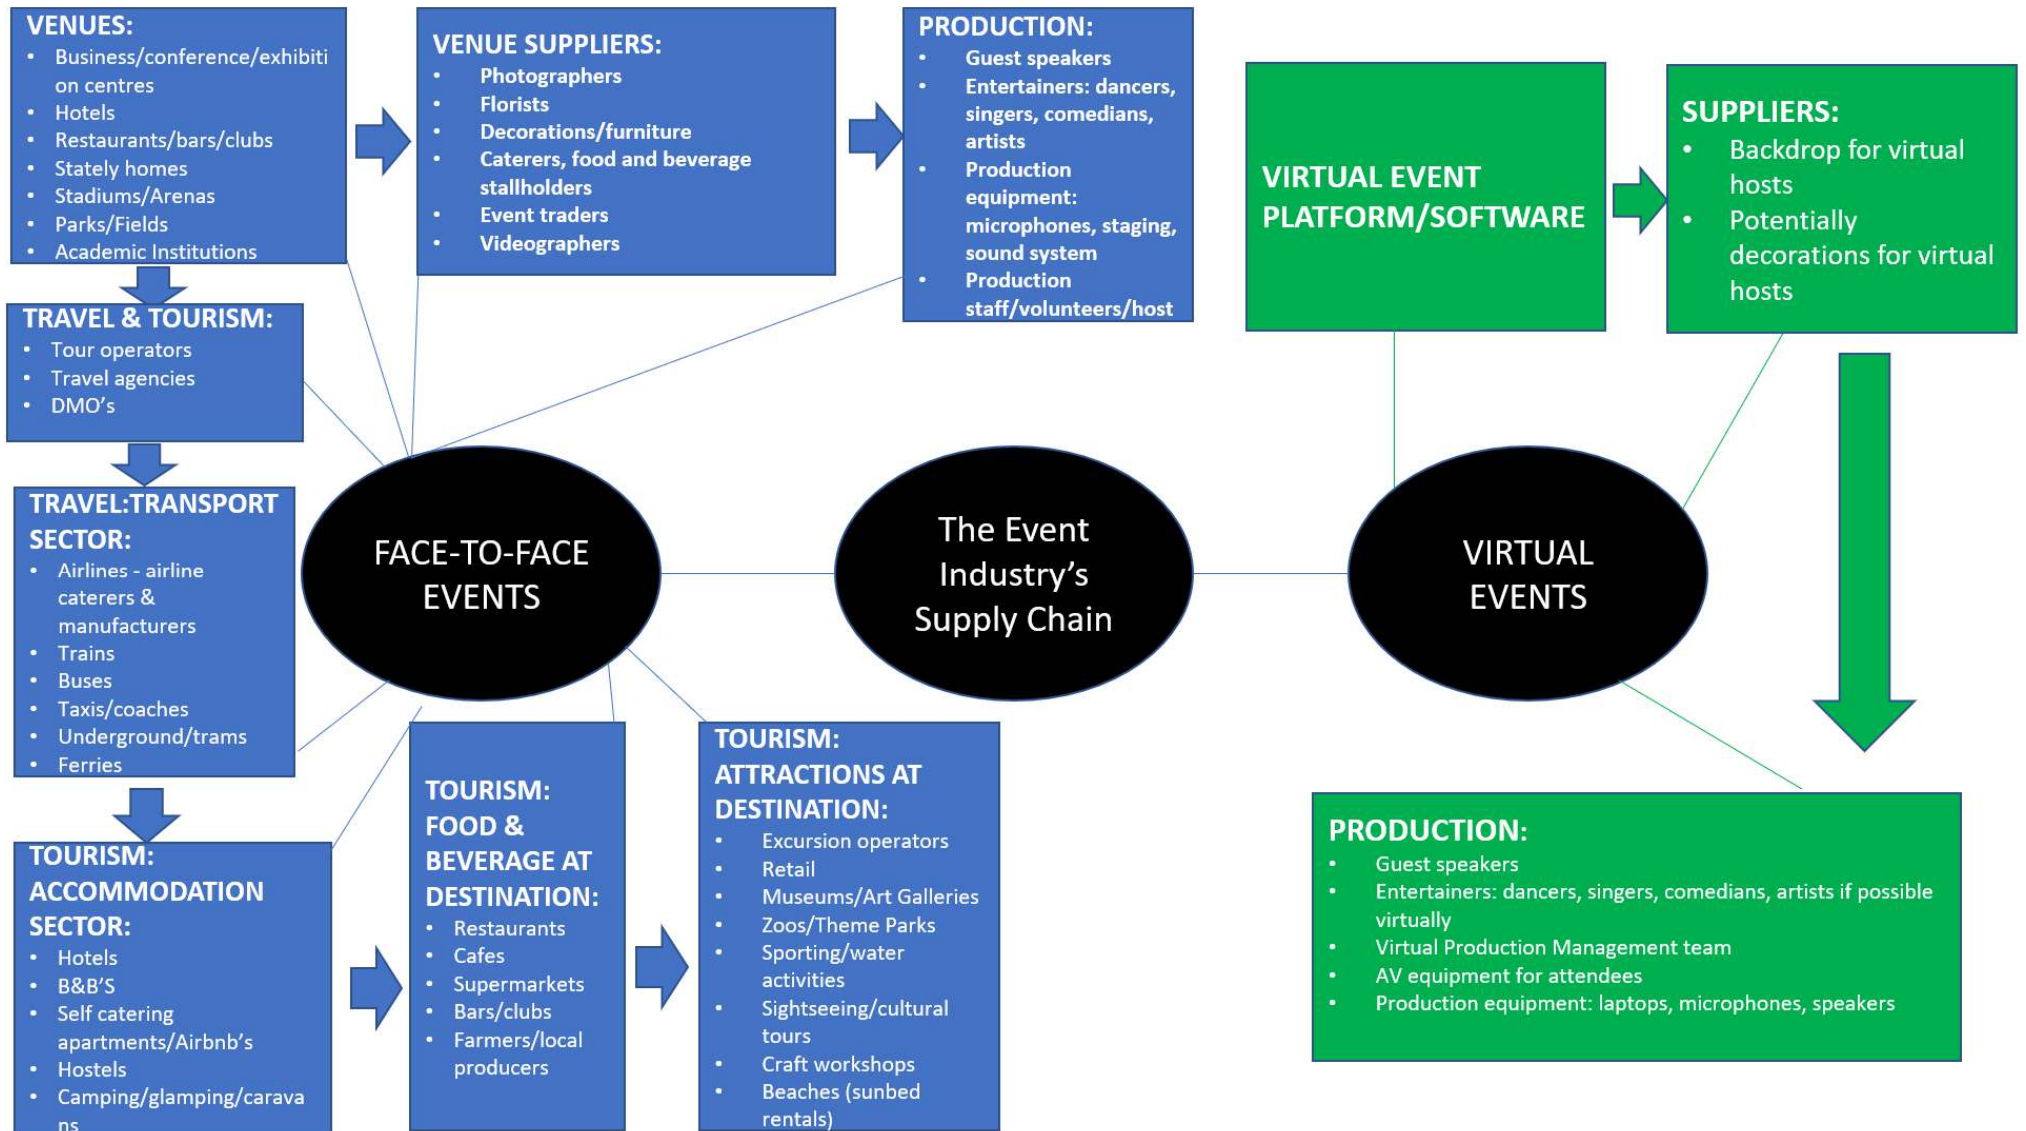 VENUES:
• Business/conference/exhibiti
on centres
• Hotels
• Restaurants/bars/clubs
• Stately homes
• Stadiums/Arenas
• Parks/Fields
• Academic Institutions
VENUE SUPPLIERS:
• Photographers
• Florists
• Decorations/furniture
• Caterers, food and beverage
stallholders
• Event traders
• Videographers
PRODUCTION:
• Guest speakers
• Entertainers: dancers,
singers, comedians,
artists
• Production
equipment:
microphones, staging,
sound system
• Production
staff/volunteers/host
VIRTUAL EVENT
PLATFORM/SOFTWARE
SUPPLIERS:
• Backdrop for virtual
hosts
• Potentially
decorations for virtual
hosts
TRAVEL & TOURISM:
• Tour operators
• Travel agencies
• DMO's
TRAVEL:TRANSPORT
SECTOR:
• Airlines - airline
caterers &
manufacturers
• Trains
• Buses
• Taxis/coaches
• Underground/trams
• Ferries
FACE-TO-FACE
EVENTS
The Event
Industry's
Supply Chain
VIRTUAL
EVENTS
TOURISM:
ACCOMMODATION
SECTOR:
• Hotels
• B&B'S
• Self catering
apartments/Airbnb's
• Hostels
• Camping/glamping/carava
ns
TOURISM:
FOOD &
BEVERAGE AT
DESTINATION:
• Restaurants
• Cafes
• Supermarkets
• Bars/clubs
• Farmers/local
producers
TOURISM:
ATTRACTIONS AT
DESTINATION:
• Excursion operators
• Retail
• Museums/Art Galleries
• Zoos/Theme Parks
• Sporting/water
activities
• Sightseeing/cultural
tours
• Craft workshops
• Beaches (sunbed
rentals)
PRODUCTION:
• Guest speakers
• Entertainers: dancers, singers, comedians, artists if possible
virtually
• Virtual Production Management team
• AV equipment for attendees
• Production equipment: laptops, microphones, speakers